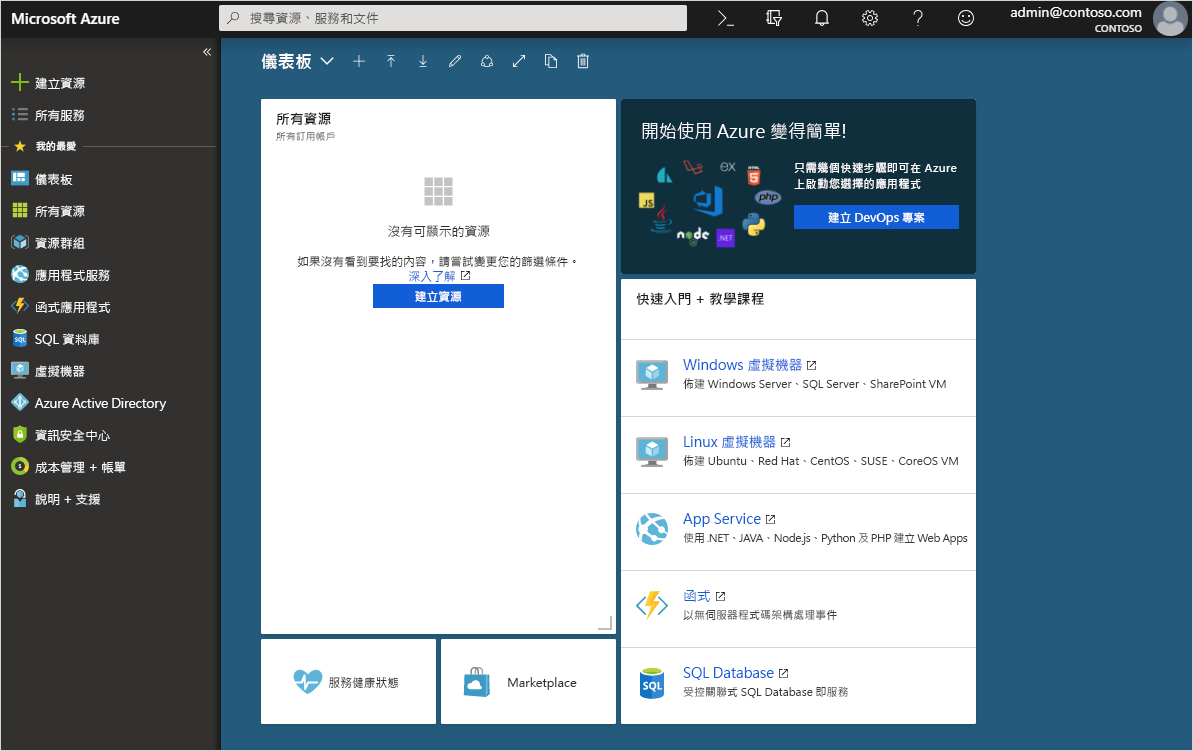 Microsoft Azure
搜尋資源、服務和文件
admin@contoso.com
CONTOSO
建立資源
所有服務
我的最愛
儀表板
所有資源
資源群組
應用程式服務
函式應用程式
SQL 資料庫
虛擬機器
Azure Active Directory
資訊安全中心
成本管理 + 帳單
說明 + 支援
儀表板
所有資源
所有訂用帳戶
沒有可顯示的資源
如果沒有看到要找的內容，請嘗試變更您的篩選條件。
深入了解
建立資源
服務健康狀態
Marketplace
開始使用 Azure 變得簡單!
ex
HTML
5
JS
php
node
.NET
只需幾個快速步驟即可在 Azure
上啟動您選擇的應用程式
建立 DevOps 專案
快速入門 + 教學課程
Windows 虛擬機器
佈建 Windows Server、SQL Server、SharePoint VM
Linux 虛擬機器
佈建 Ubuntu、Red Hat、CentOS、SUSE、CoreOS VM
App Service
使用 .NET、JAVA、Node.js、Python 及 PHP 建立 Web Apps
函式
以無伺服器程式碼架構處理事件
SQL
SQL Database
受控關聯式 SQL Database 即服務